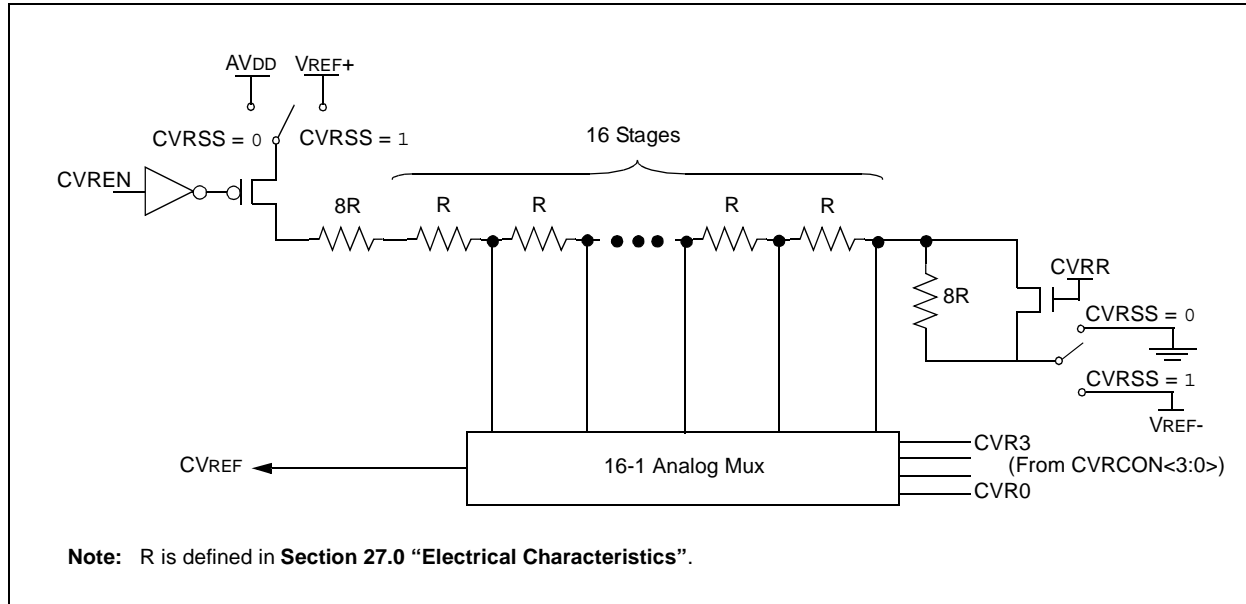 AVDD VREF+
CVRSS = 0 CVRSS = 1
16 Stages
CVREN
8R R R R R
CVRR
8R
CVRSS = 0
CVRSS = 1
VREF-
CVREF
16-1 Analog Mux
CVR3
(From CVRCON<3:0>)
CVR0
Note: R is defined in Section 27.0 “Electrical Characteristics”.